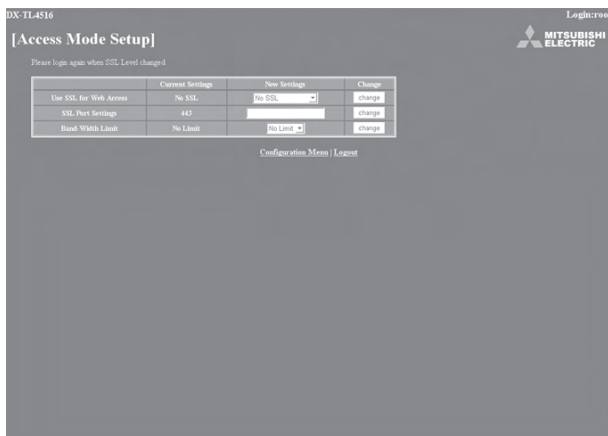 DX-TL4516
Login:roo
[Access Mode Setup]
MITSUBISHI
ELECTRIC
Please login again when SSL Level changed
Current Settings New Settings Change
Use SSL for Web Access No SSL No SSL change
SSL Port Settings 443 change
Band-Width Limit No Limit No Limit change
Configuration Menu | Logout